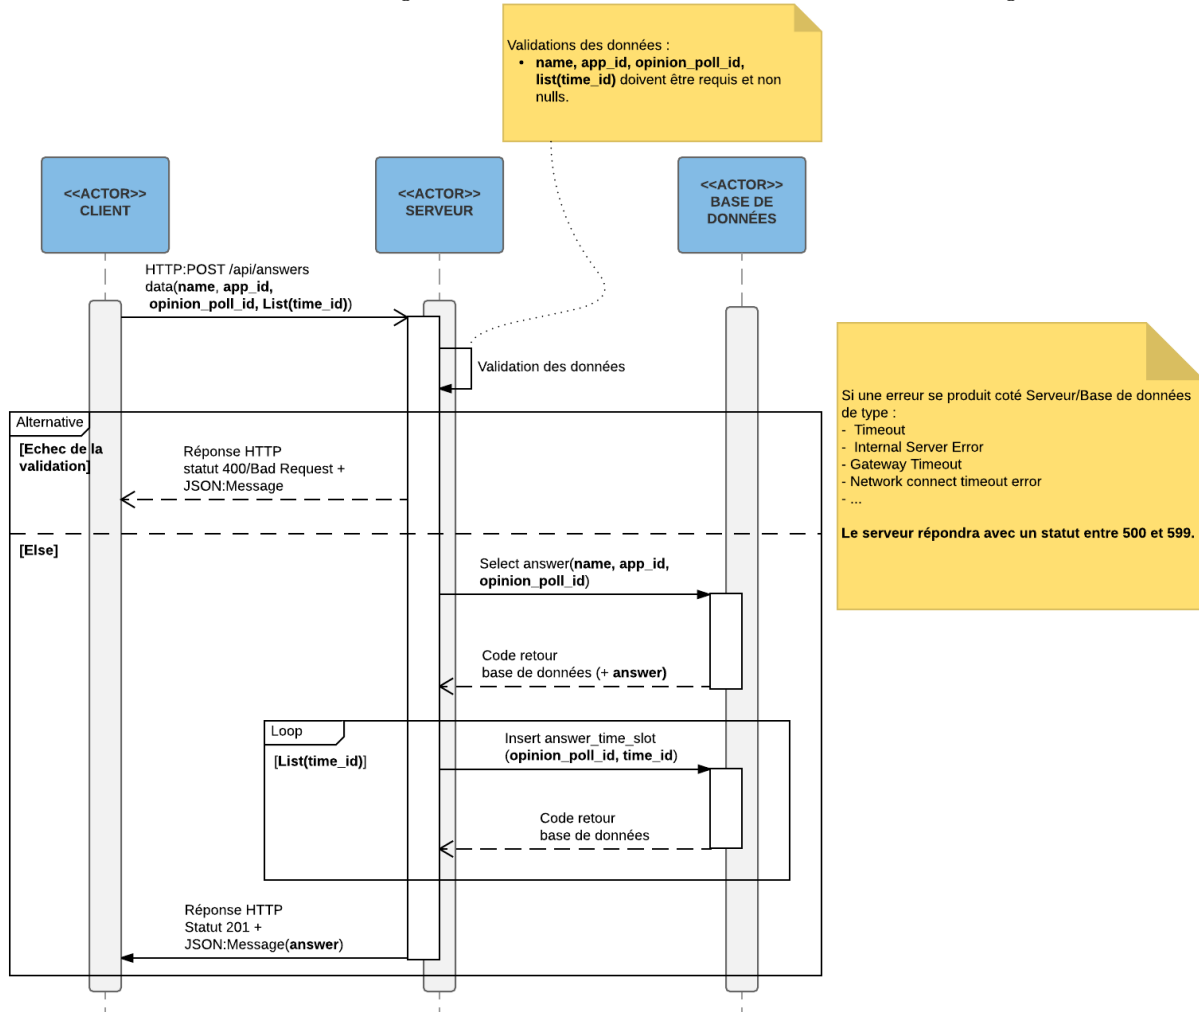 Validations des données :
• name, app_id, opinion_poll_id,
list(time_id) doivent être requis et non
nulls.
<<ACTOR>>
CLIENT
<<ACTOR>>
SERVEUR
<<ACTOR>>
BASE DE
DONNÉES
HTTP:POST /api/answers
data(name, app_id,
opinion_poll_id, List(time_id))
Validation des données
Si une erreur se produit coté Serveur/Base de données
de type :
- Timeout
- Internal Server Error
- Gateway Timeout
- Network connect timeout error
- ...
Le serveur répondra avec un statut entre 500 et 599.
Alternative
[Echec de la
validation]
Réponse HTTP
statut 400/Bad Request +
JSON:Message
[Else]
Select answer(name, app_id,
opinion_poll_id)
Code retour
base de données (+ answer)
Loop
[List(time_id)]
Insert answer_time_slot
(opinion_poll_id, time_id)
Code retour
base de données
Réponse HTTP
Statut 201 +
JSON:Message(answer)